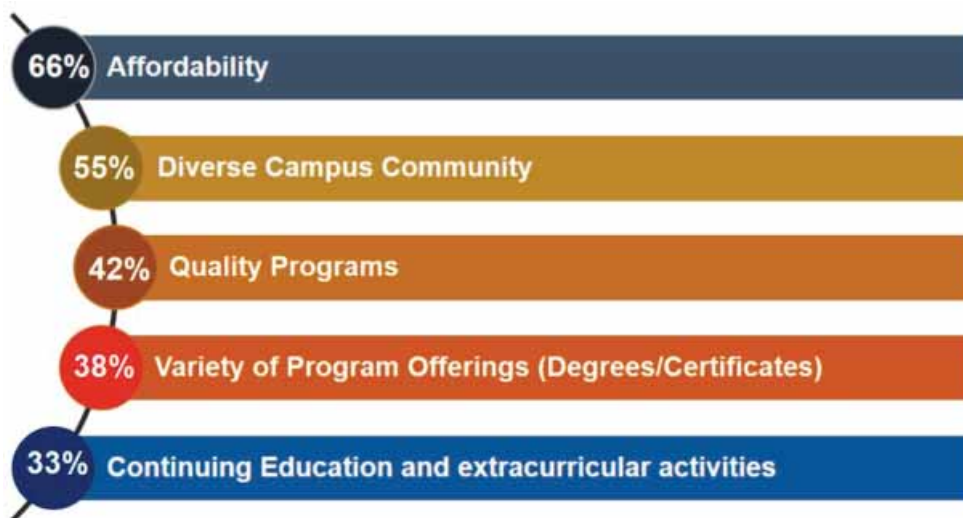 66% Affordability
55% Diverse Campus Community
42% Quality Programs
38% Variety of Program Offerings (Degrees/Certificates)
33% Continuing Education and extracurricular activities